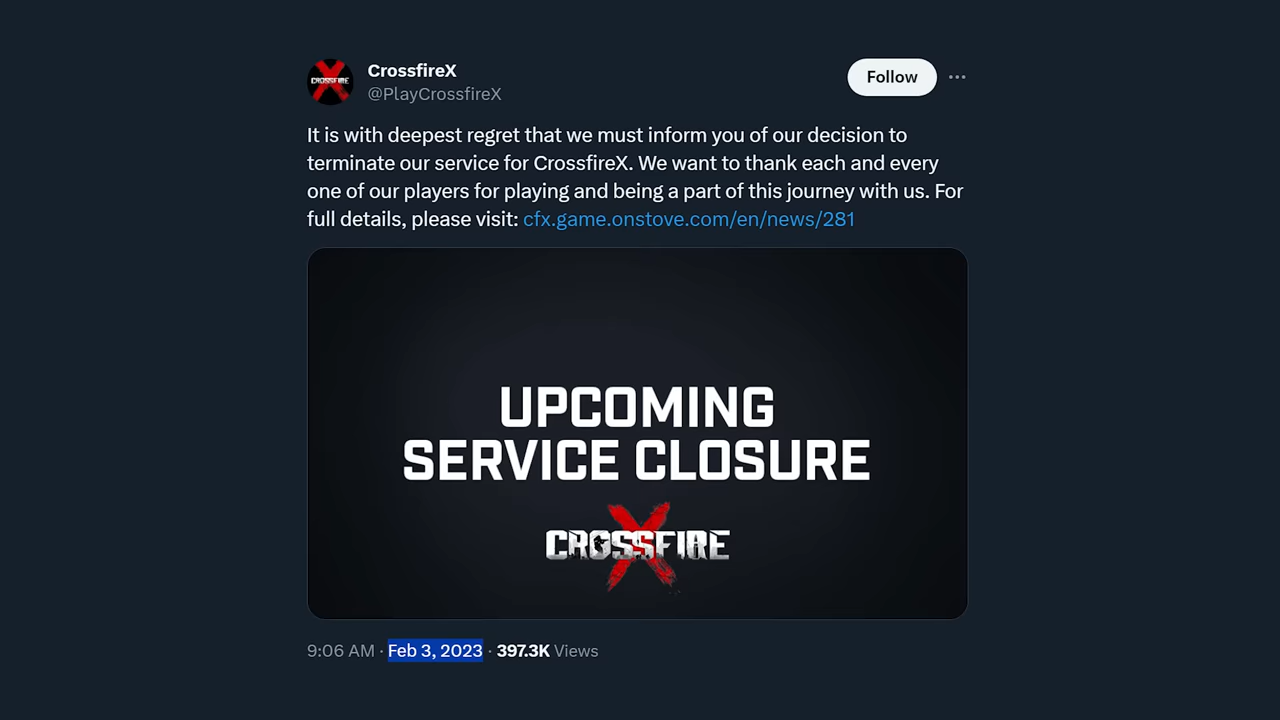 CrossfireX
@PlayCrossfireX
Follow
It is with deepest regret that we must inform you of our decision to
terminate our service for CrossfireX. We want to thank each and every
one of our players for playing and being a part of this journey with us. For
full details, please visit: cfx.game.onstove.com/en/news/281
UPCOMING
SERVICE CLOSURE
CROSSFIRE
9:06 AM · Feb 3, 2023 · 397.3K Views